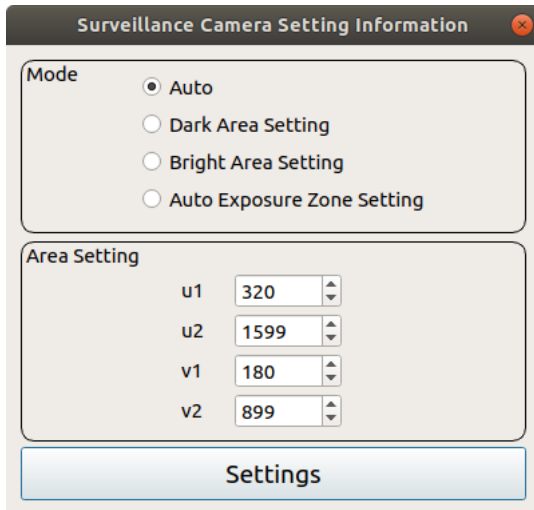 Surveillance Camera Setting Information
Mode
Auto
Dark Area Setting
Bright Area Setting
Auto Exposure Zone Setting
Area Setting
u1 320
u2 1599
v1 180
v2 899
Settings